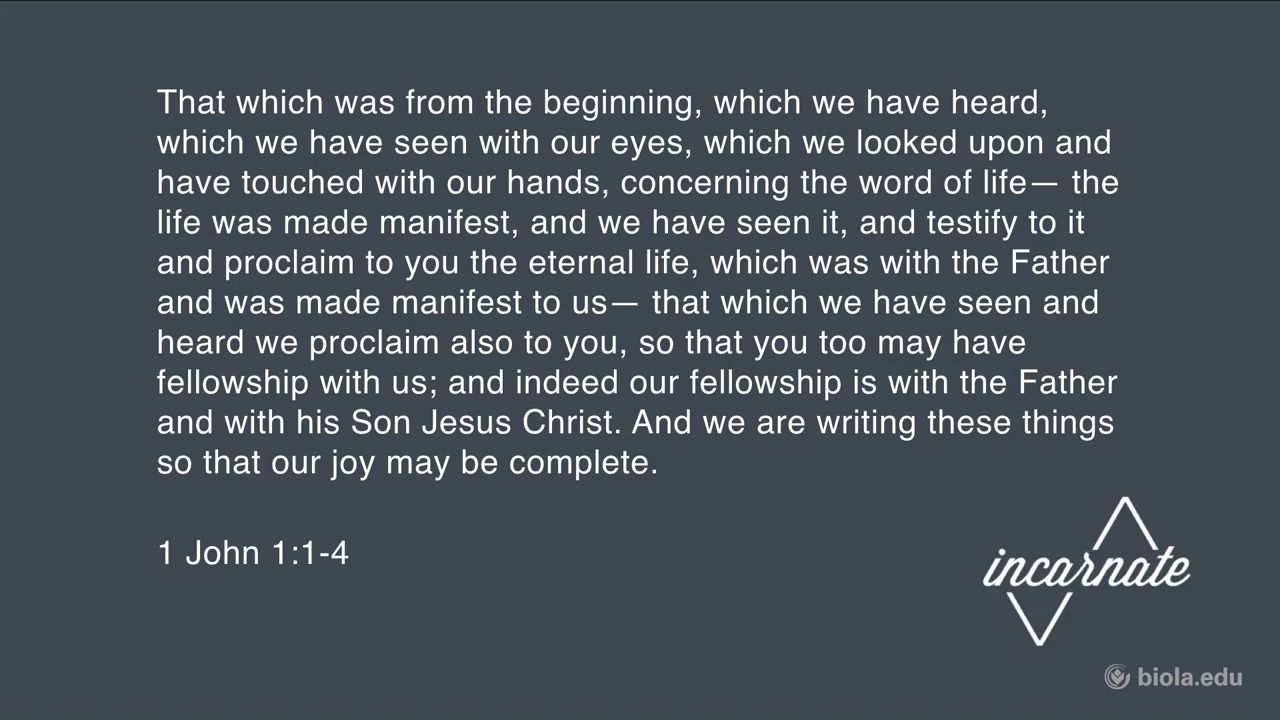 That which was from the beginning, which we have heard,
which we have seen with our eyes, which we looked upon and
have touched with our hands, concerning the word of life— the
life was made manifest, and we have seen it, and testify to it
and proclaim to you the eternal life, which was with the Father
and was made manifest to us— that which we have seen and
heard we proclaim also to you, so that you too may have
fellowship with us; and indeed our fellowship is with the Father
and with his Son Jesus Christ. And we are writing these things
so that our joy may be complete.
1 John 1:1-4
incarnate
biola.edu